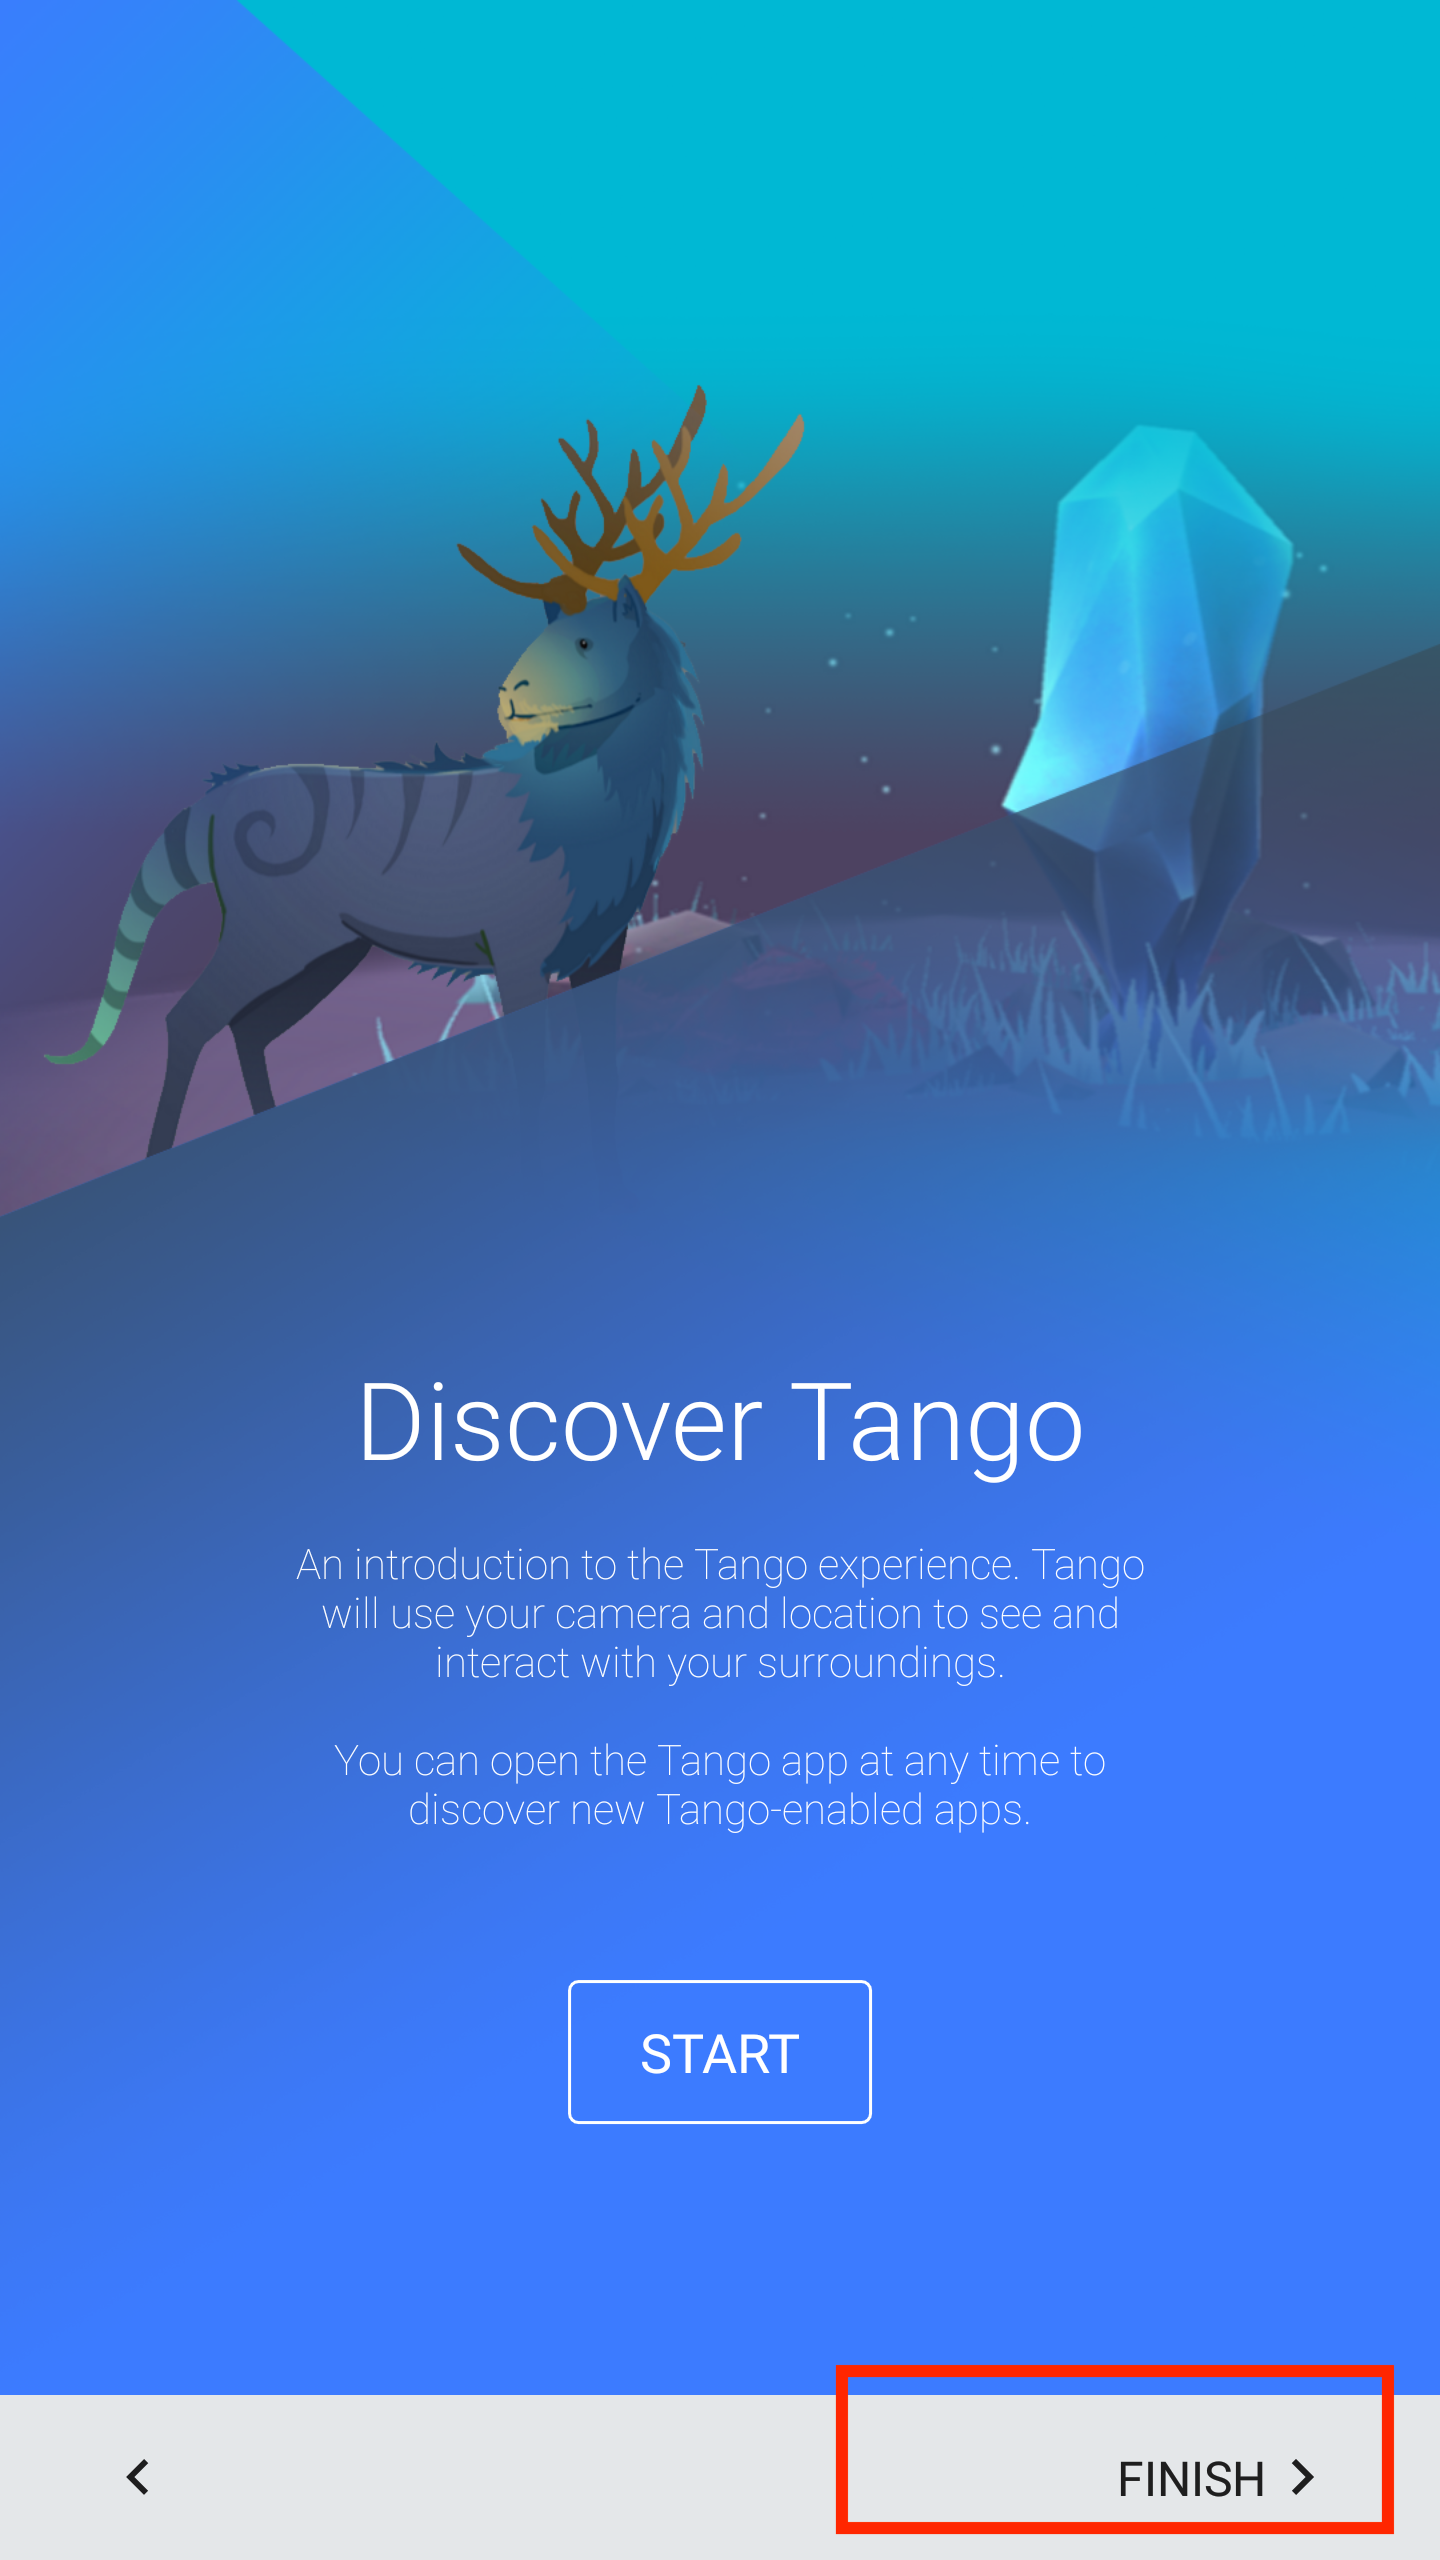 Discover Tango
An introduction to the Tango experience. Tango
will use your camera and location to see and
interact with your surroundings.
You can open the Tango app at any time to
discover new Tango-enabled apps.
START
FINISH